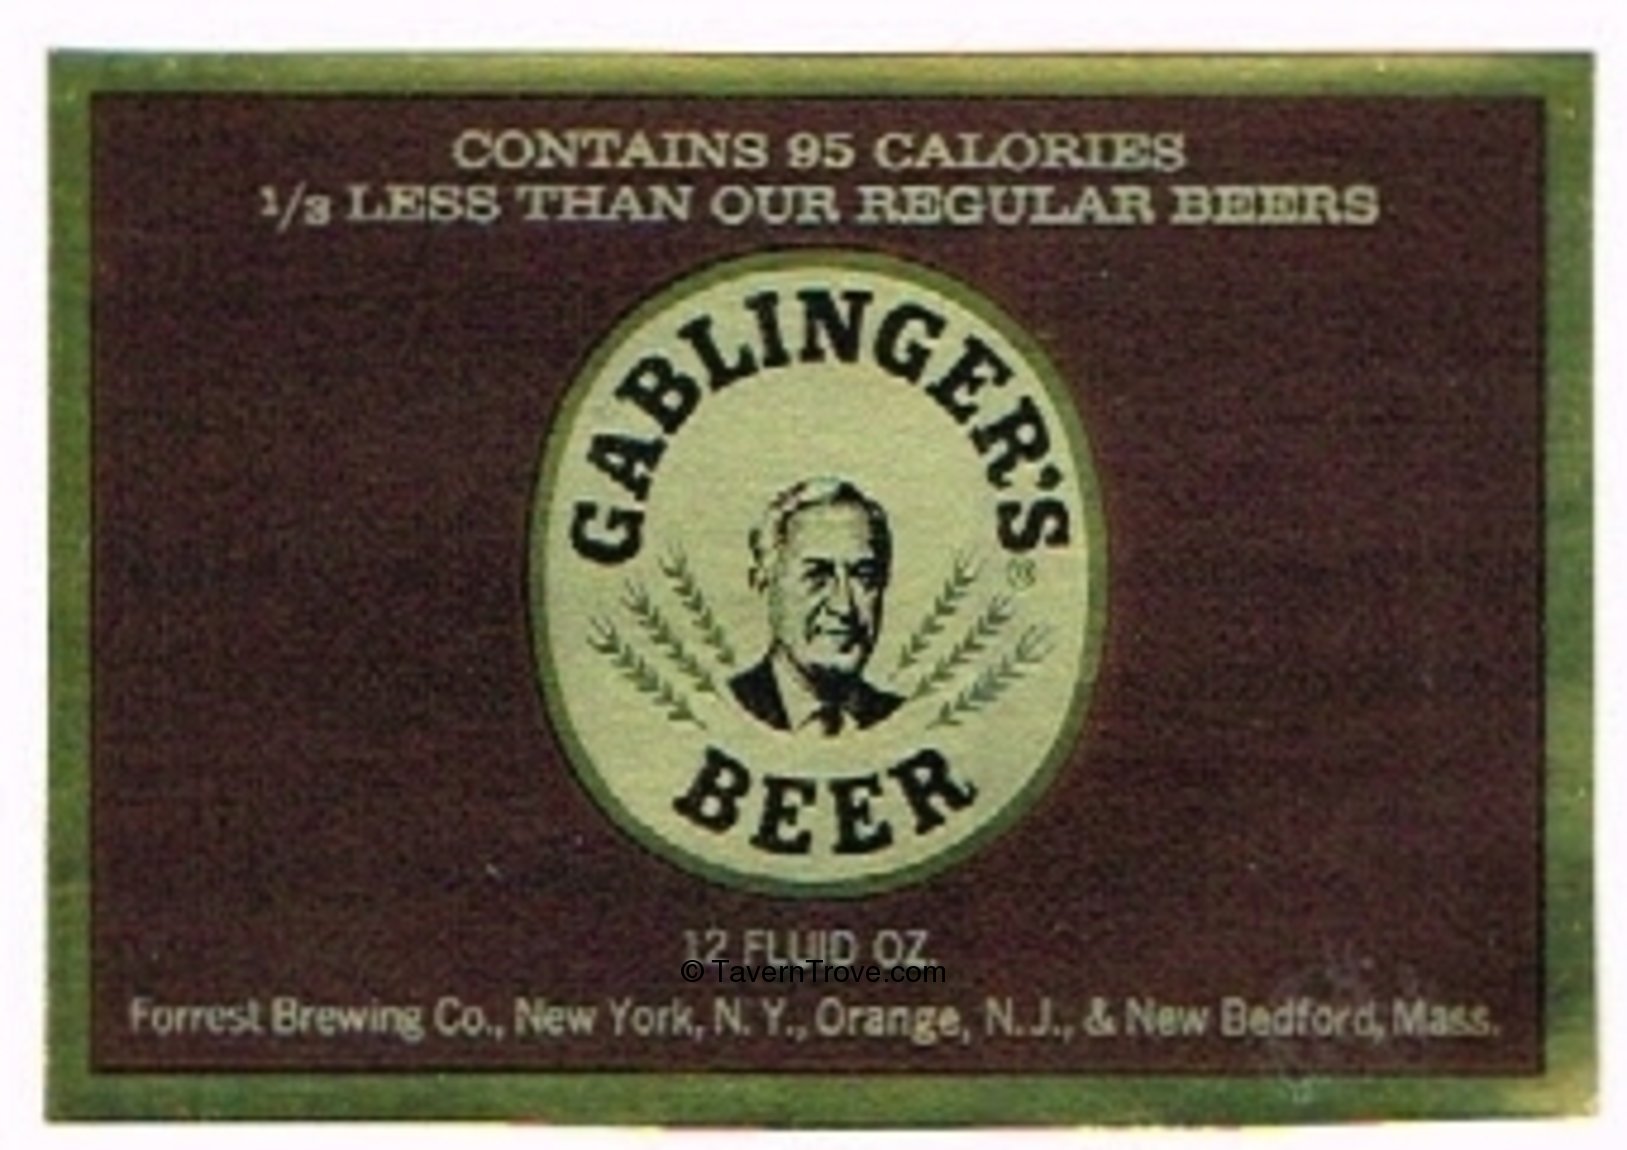 CONTAINS 95 CALORIES
1/3 LESS THAN OUR REGULAR BEERS
GABLINGER'S
®
BEER
12 FLUID OZ.
© TavernTrove.com
Forrest Brewing Co., New York, N.Y., Orange, N.J., & New Bedford, Mass.